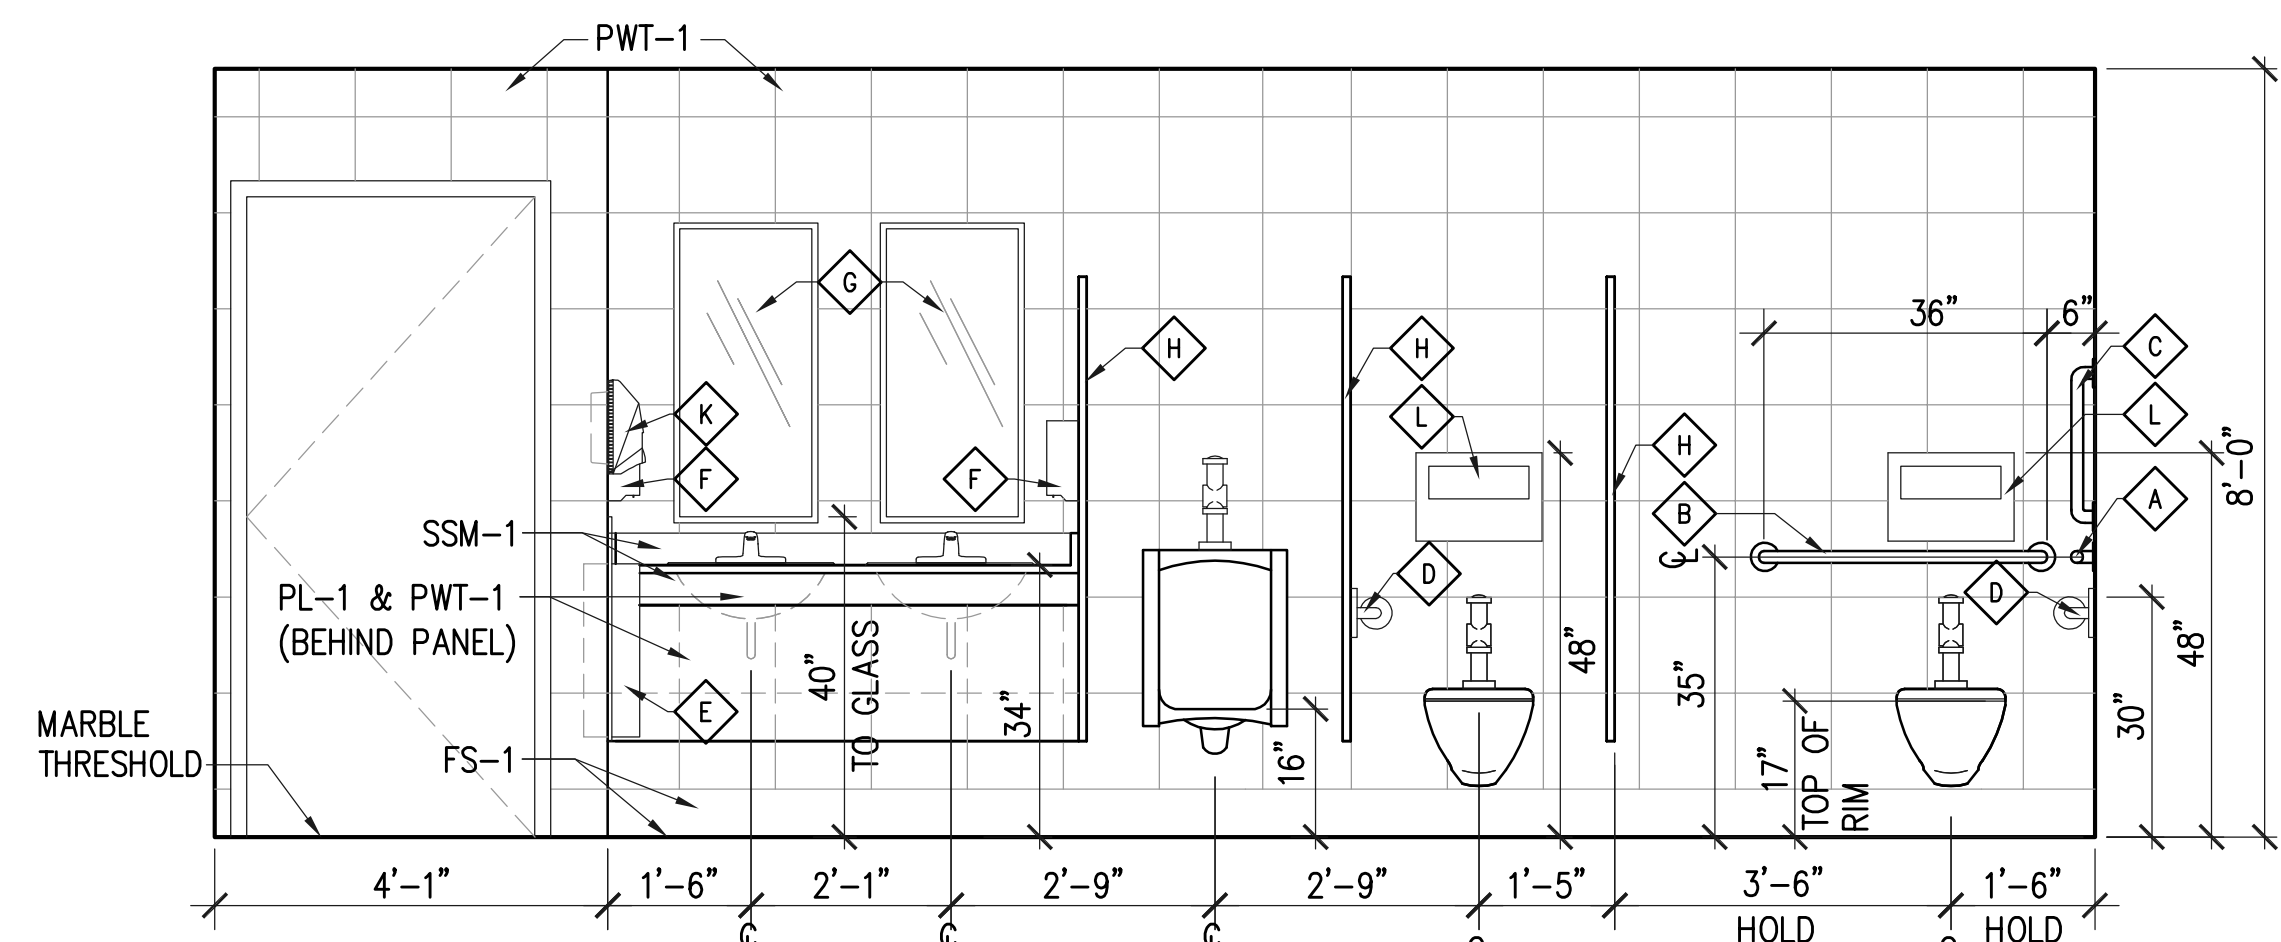 PWT-1
36" 6"
G
H
H
C
K
L
L
F
F
H
B
A
8'-0"
SSM-1
℄
PL-1 & PWT-1
(BEHIND PANEL)
D
D
E
40"
TO GLASS
34"
16"
48"
35"
17"
TOP OF
RIM
30"
48"
MARBLE
THRESHOLD
FS-1
4'-1" 1'-6" 2'-1" 2'-9" 2'-9" 1'-5" 3'-6" 1'-6"
HOLD HOLD